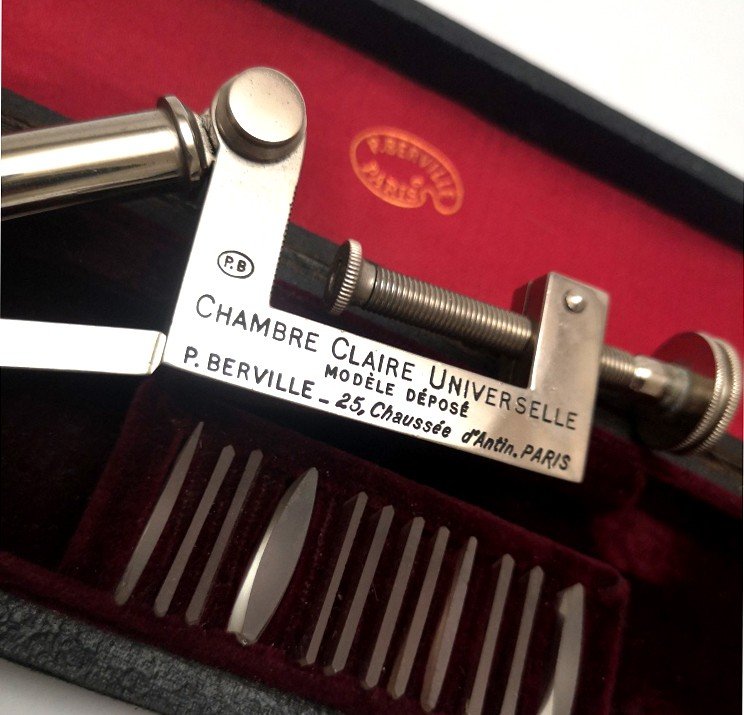 P. BERVILLE
PARIS
P.B
CHAMBRE CLAIRE UNIVERSELLE
MODÈLE DÉPOSÉ
P. BERVILLE _ 25, Chaussée d'Antin. PARIS